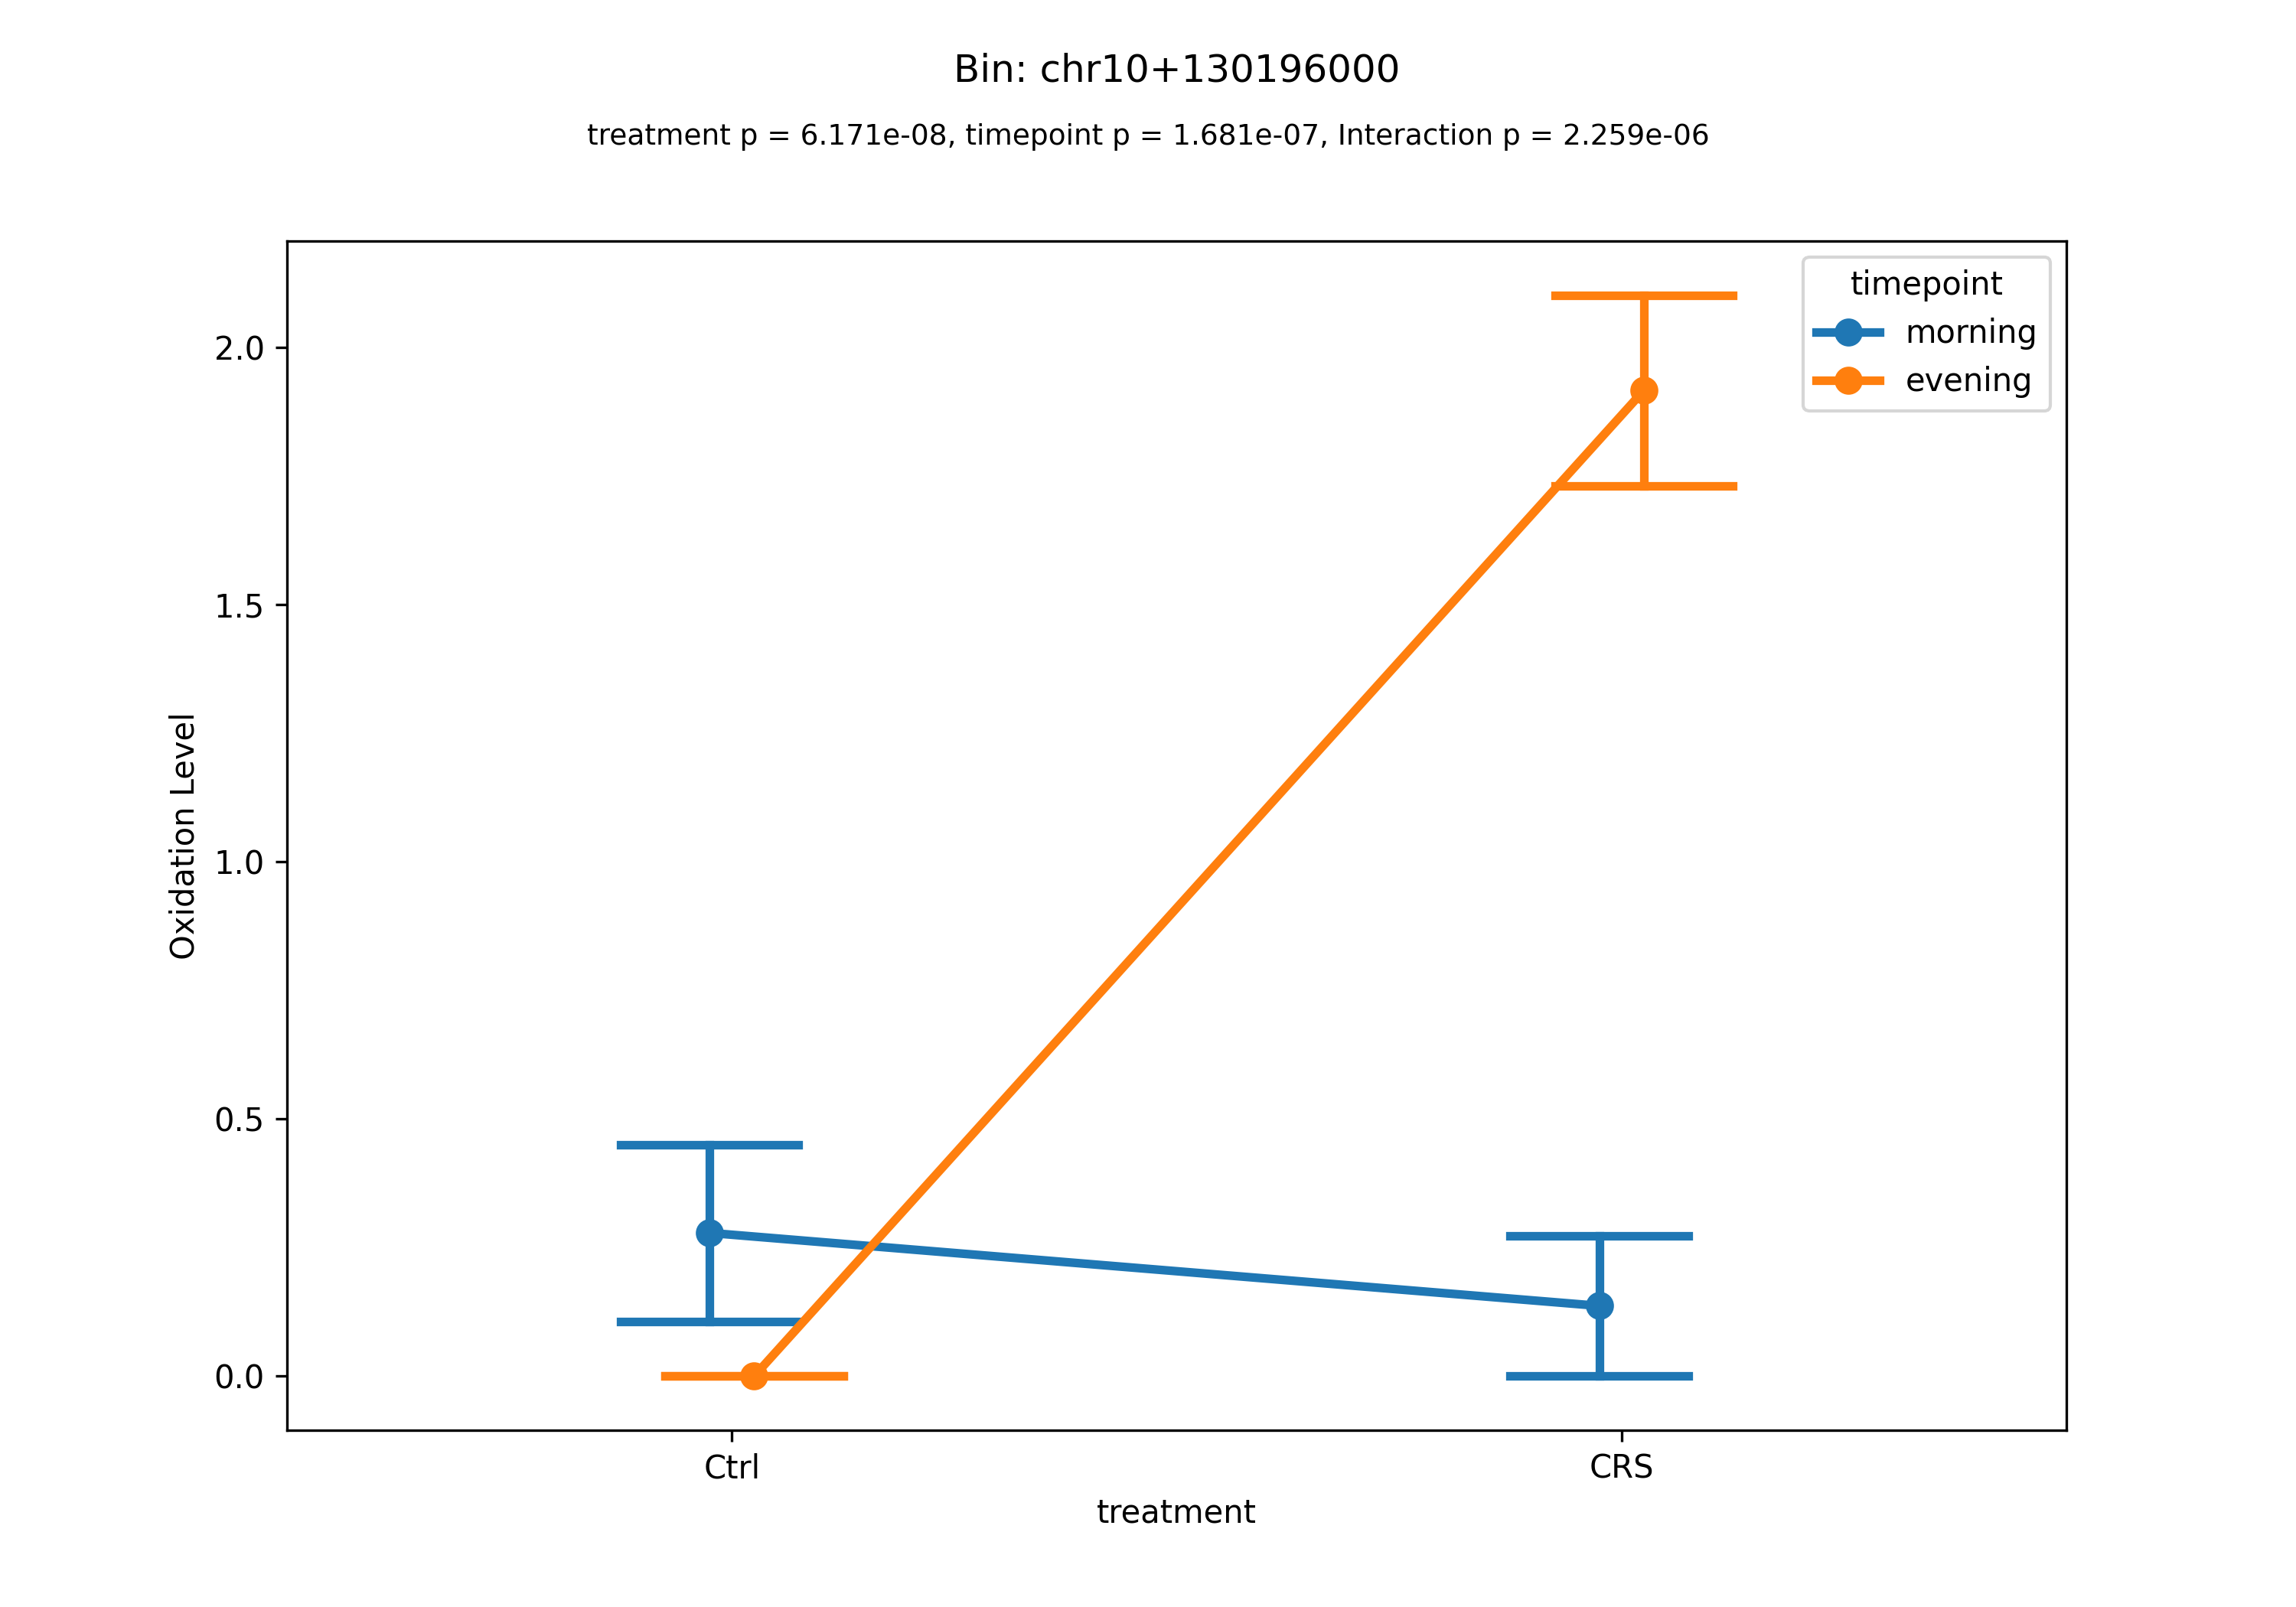 Bin: chr10+130196000
treatment p = 6.171e-08, timepoint p = 1.681e-07, Interaction p = 2.259e-06
timepoint
morning
evening
2.0
1.5
1.0
0.5
0.0
Oxidation Level
Ctrl
CRS
treatment